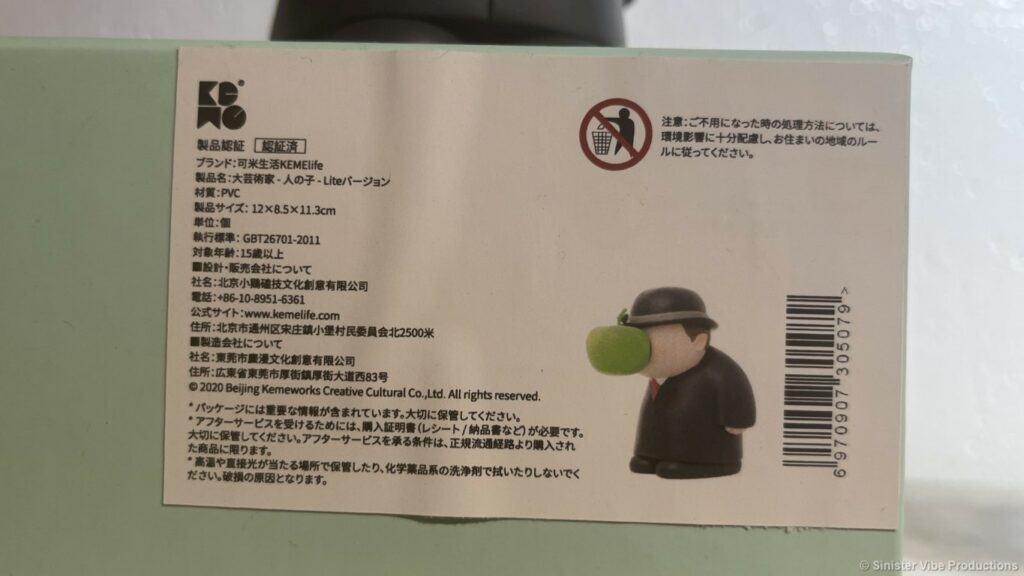 KEMO
製品認証 認証済
ブランド:可米生活KEMElife
製品名:大芸術家 - 人の子 - Liteバージョン
材質:PVC
製品サイズ: 12×8.5×11.3cm
単位:個
執行標準: GBT26701-2011
対象年齢:15歳以上
■設計・販売会社について
社名:北京小鶏磕技文化創意有限公司
電話:+86-10-8951-6361
公式サイト:www.kemelife.com
住所:北京市通州区宋庄鎮小堡村民委員会北2500米
■製造会社について
社名:東莞市塵漫文化創意有限公司
住所:広東省東莞市厚街鎮厚街大道西83号
© 2020 Beijing Kemeworks Creative Cultural Co.,Ltd. All rights reserved.
* パッケージには重要な情報が含まれています。大切に保管してください。
* アフターサービスを受けるためには、購入証明書(レシート / 納品書など)が必要です。
大切に保管してください。アフターサービスを承る条件は、正規流通経路より購入され
た商品に限ります。
* 高温や直接光が当たる場所で保管したり、化学薬品系の洗浄剤で拭いたりしないでく
ださい。破損の原因となります。
注意:ご不用になった時の処理方法については、
環境影響に十分配慮し、お住まいの地域のルー
ルに従ってください。
6 970907 305079 >
© Sinister Vibe Productions